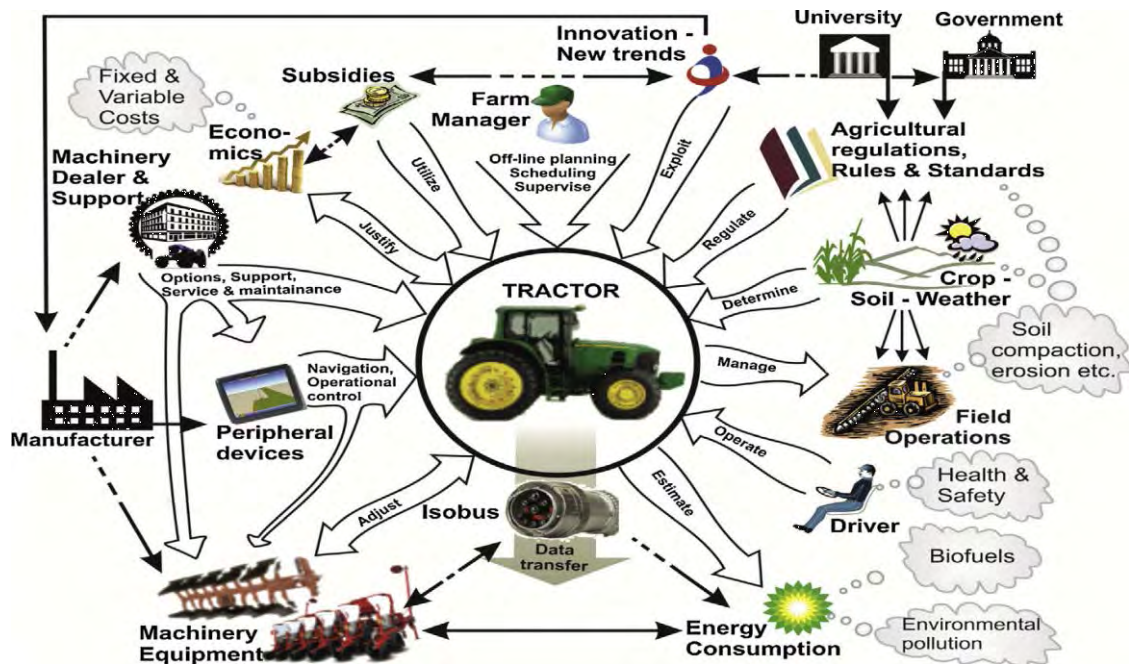 University
Government
Innovation -
New trends
Subsidies
Fixed &
Variable
Costs
Farm
Manager
Econo-
mics
Machinery
Dealer &
Support
Off-line planning
Scheduling
Supervise
Agricultural
regulations,
Rules & Standards
Utilize
Exploit
Justify
Regulate
Options, Support,
Service & maintainance
TRACTOR
Determine
Crop -
Soil - Weather
Soil
compaction,
erosion etc.
Navigation,
Operational
control
Manage
Manufacturer
Peripheral
devices
Field
Operations
Operate
Adjust
Isobus
Estimate
Driver
Health &
Safety
Data
transfer
Biofuels
Machinery
Equipment
Energy
Consumption
Environmental
pollution